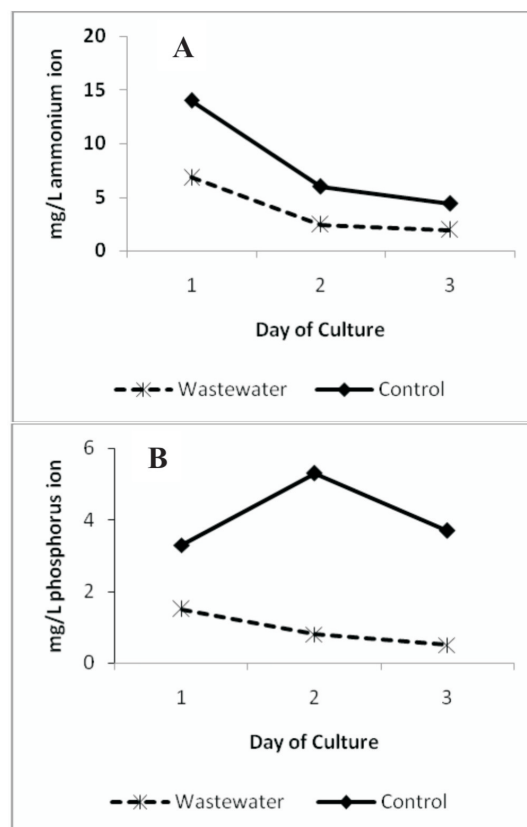 A
mg/L ammonium ion
20
15
10
5
0
1 2 3
Day of Culture
Wastewater Control
B
mg/L phosphorus ion
6
4
2
0
1 2 3
Day of Culture
Wastewater Control